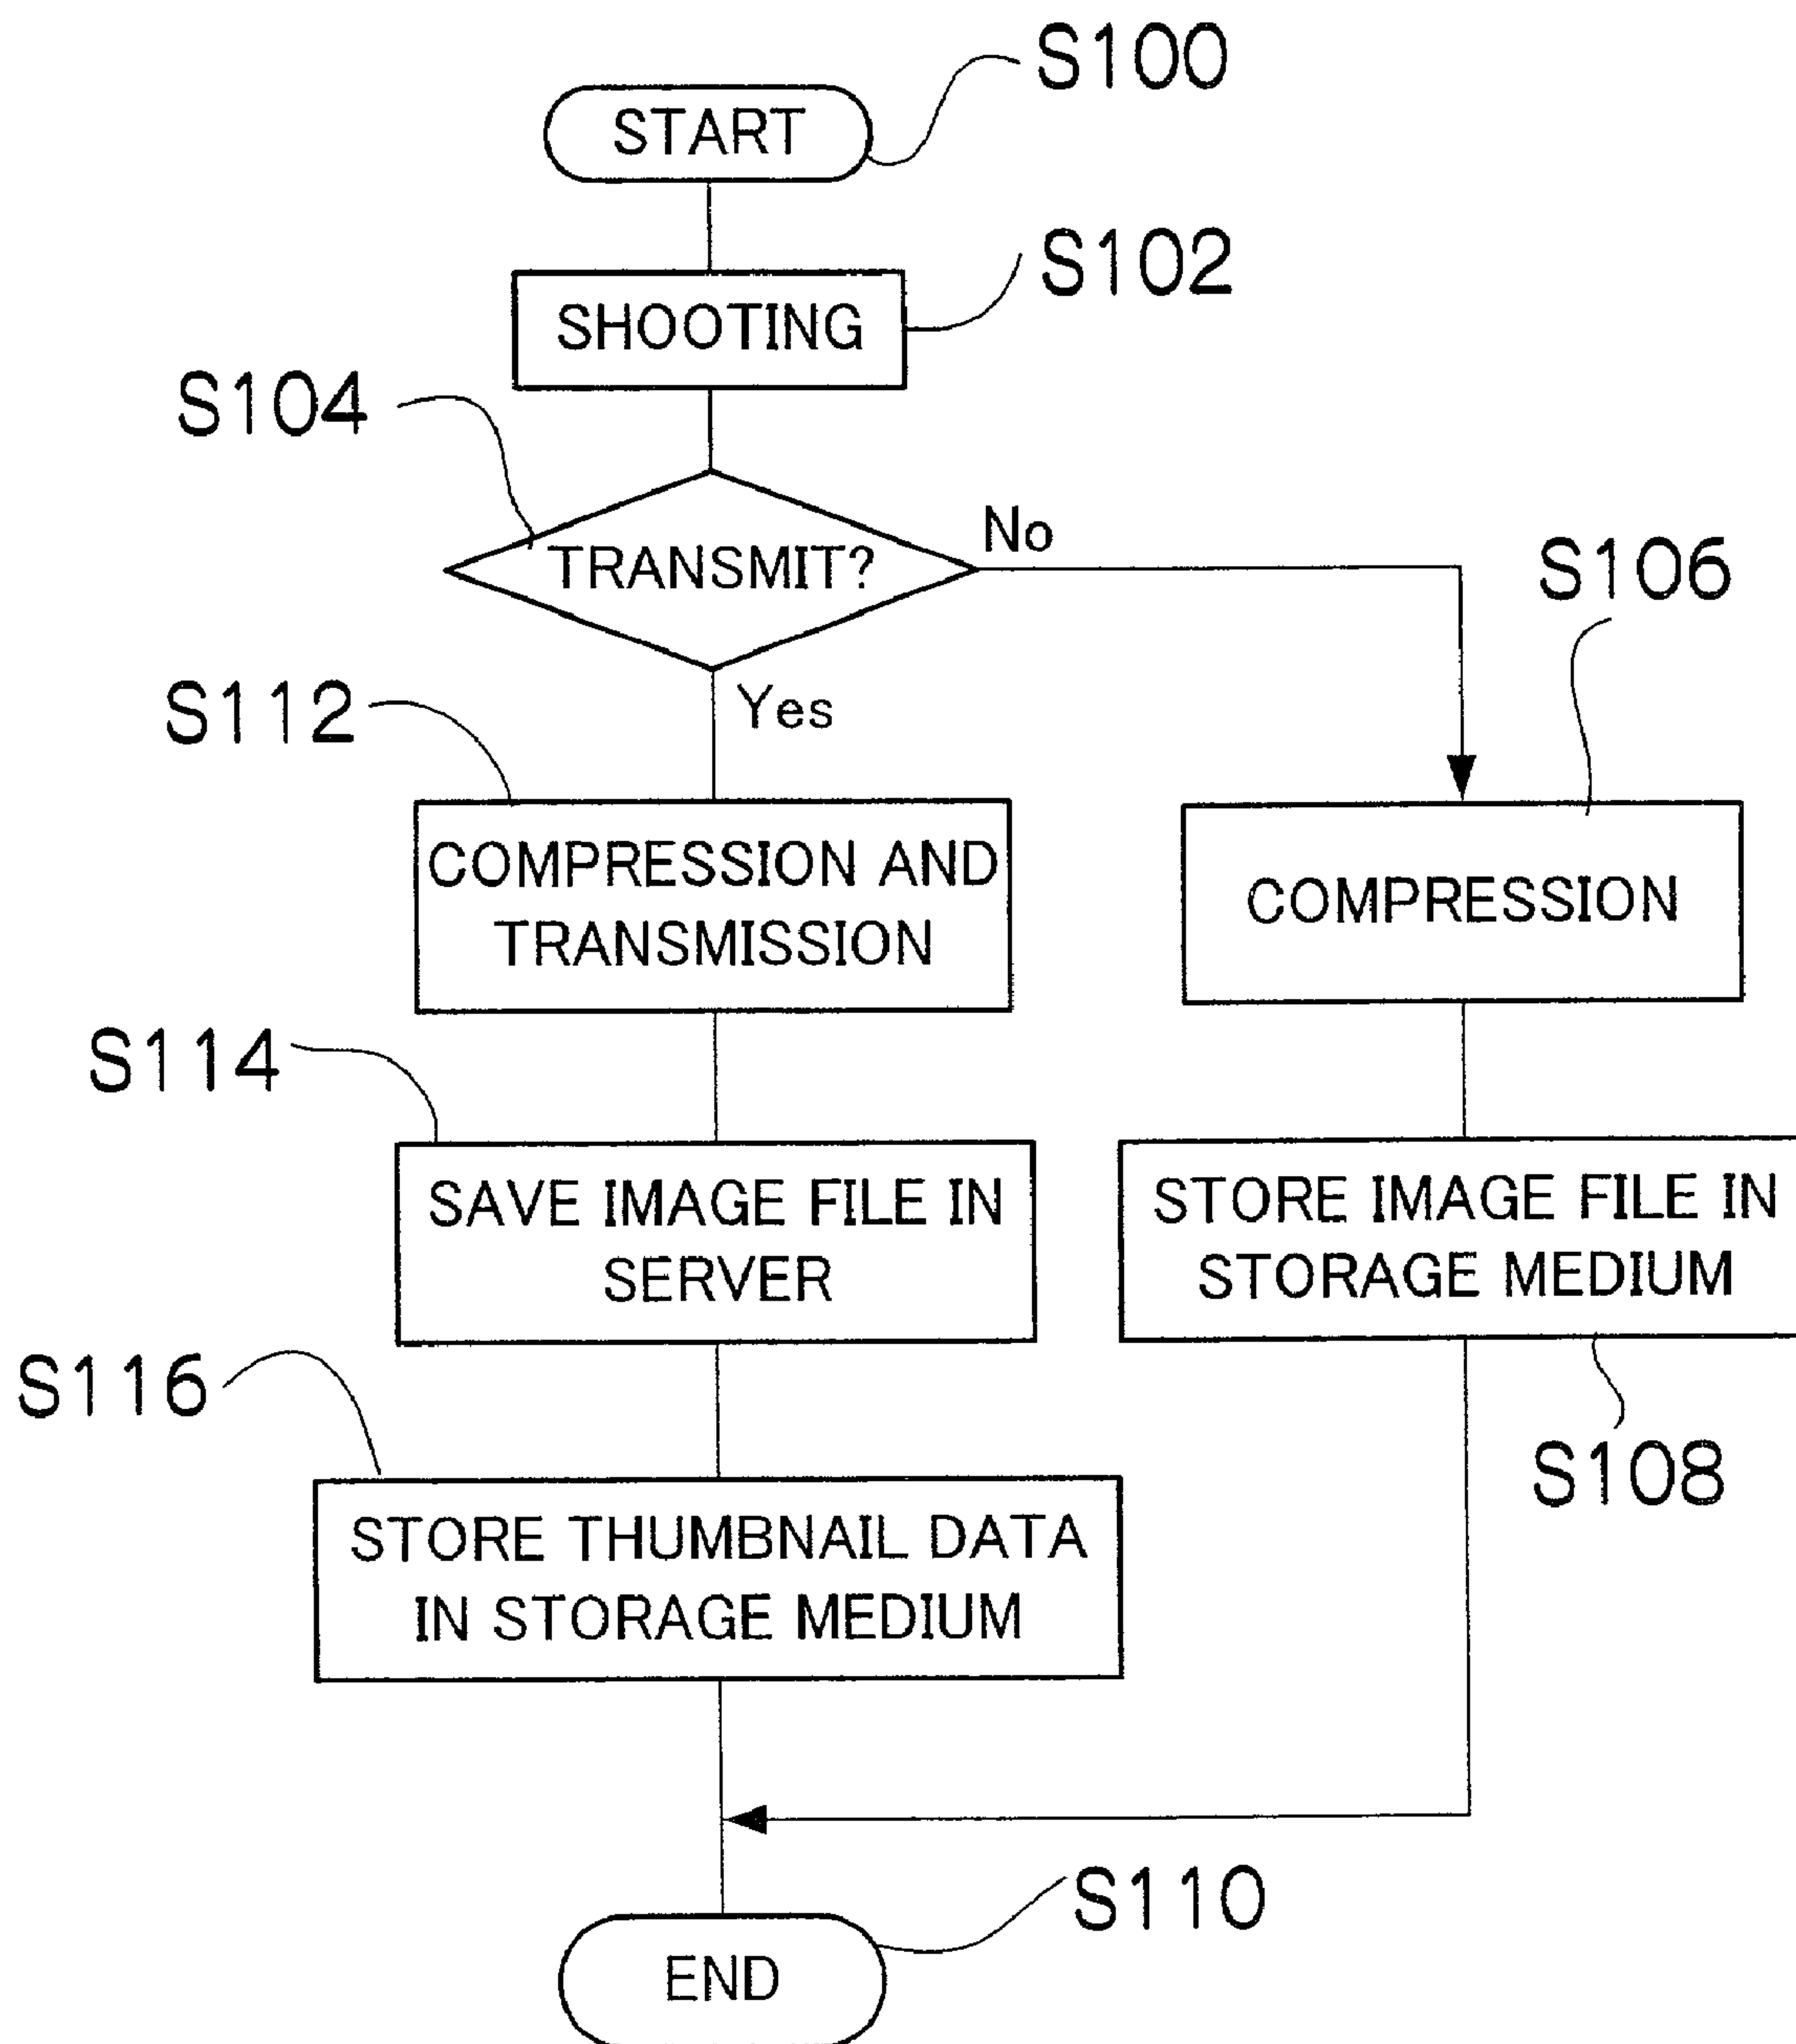 S100
START
S102
SHOOTING
S104
TRANSMIT?
No
S106
Yes
S112
COMPRESSION AND
TRANSMISSION
COMPRESSION
S114
SAVE IMAGE FILE IN
SERVER
STORE IMAGE FILE IN
STORAGE MEDIUM
S116
S108
STORE THUMBNAIL DATA
IN STORAGE MEDIUM
S110
END